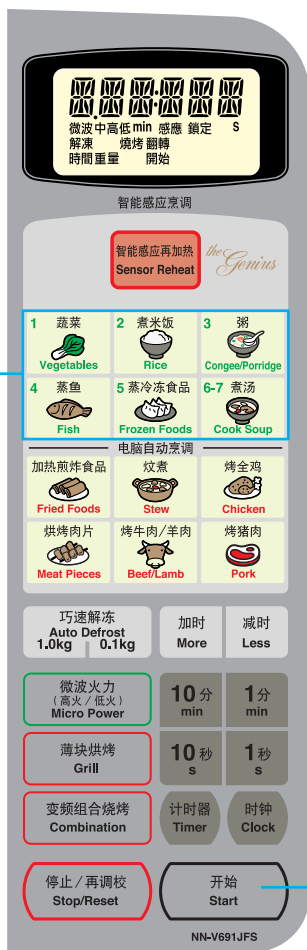 微波中高低 min 感應 鎖定 S
解凍 燒烤 翻轉
時間 重量 開始
智能感应烹调
智能感应再加热
Sensor Reheat
the Genius
1 蔬菜
Vegetables
2 煮米饭
Rice
3 粥
Congee/Porridge
4 蒸鱼
Fish
5 蒸冷冻食品
Frozen Foods
6-7 煮汤
Cook Soup
电脑自动烹调
加热煎炸食品
Fried Foods
炆煮
Stew
烤全鸡
Chicken
烘烤肉片
Meat Pieces
烤牛肉/羊肉
Beef/Lamb
烤猪肉
Pork
巧速解冻
Auto Defrost
1.0kg 0.1kg
加时
More
减时
Less
微波火力
(高火/低火)
Micro Power
10分
min
1分
min
薄块烘烤
Grill
10秒
s
1秒
s
变频组合烧烤
Combination
计时器
Timer
时钟
Clock
停止/再调校
Stop/Reset
开始
Start
NN-V691JFS